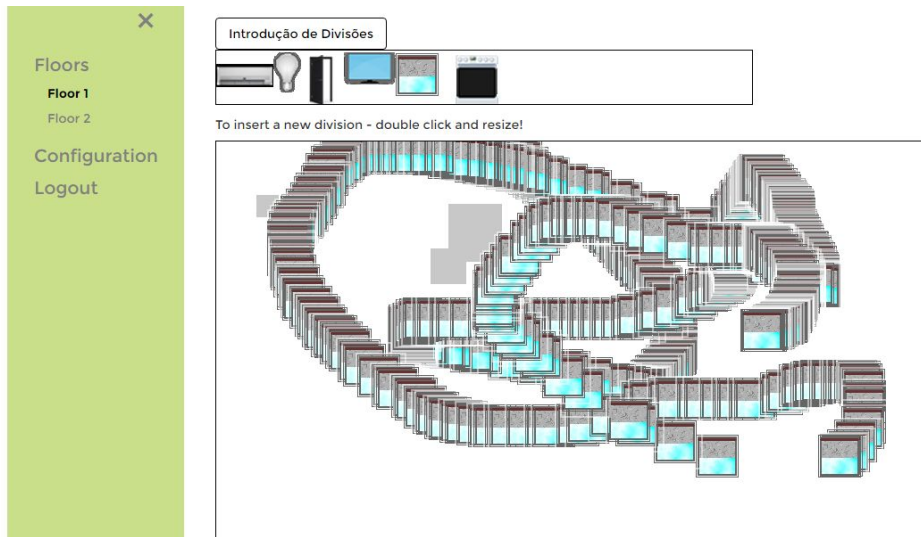 ×
Floors
Floor 1
Floor 2
Configuration
Logout
Introdução de Divisões
To insert a new division - double click and resize!